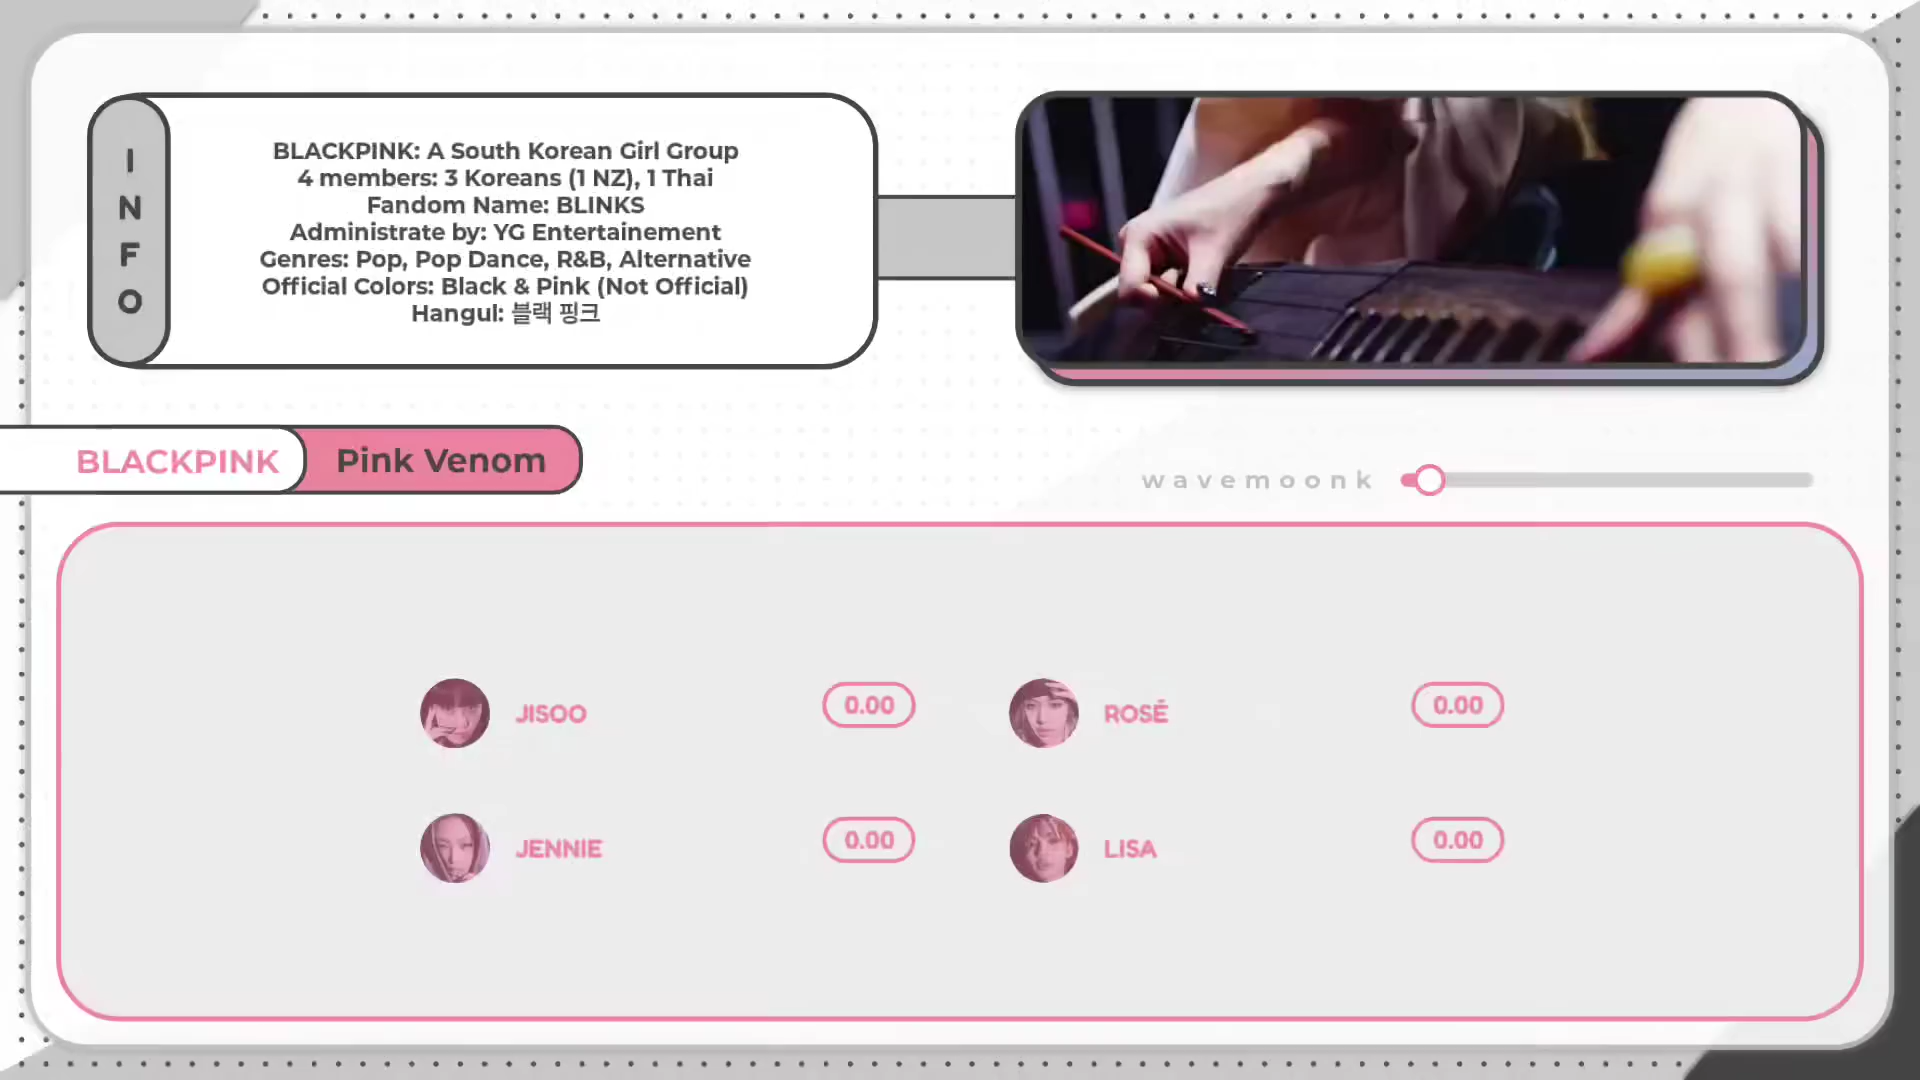 INFO
BLACKPINK: A South Korean Girl Group
4 members: 3 Koreans (1 NZ), 1 Thai
Fandom Name: BLINKS
Administrate by: YG Entertainement
Genres: Pop, Pop Dance, R&B, Alternative
Official Colors: Black & Pink (Not Official)
Hangul: 블랙 핑크
BLACKPINK Pink Venom
wavemoonk
JISOO 0.00 ROSÉ 0.00
JENNIE 0.00 LISA 0.00